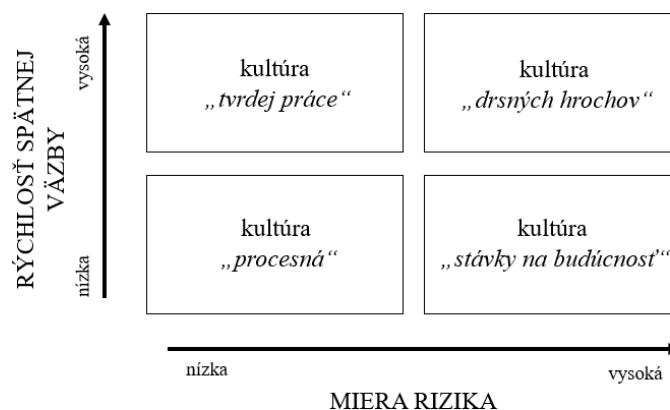 RÝCHLOSŤ SPÄTNEJ
VÄZBY
vysoká
nízka
kultúra
„tvrdej práce“
kultúra
„drsných hrochov“
kultúra
„procesná“
kultúra
„stávky na budúcnosť“
nízka
vysoká
MIERA RIZIKA